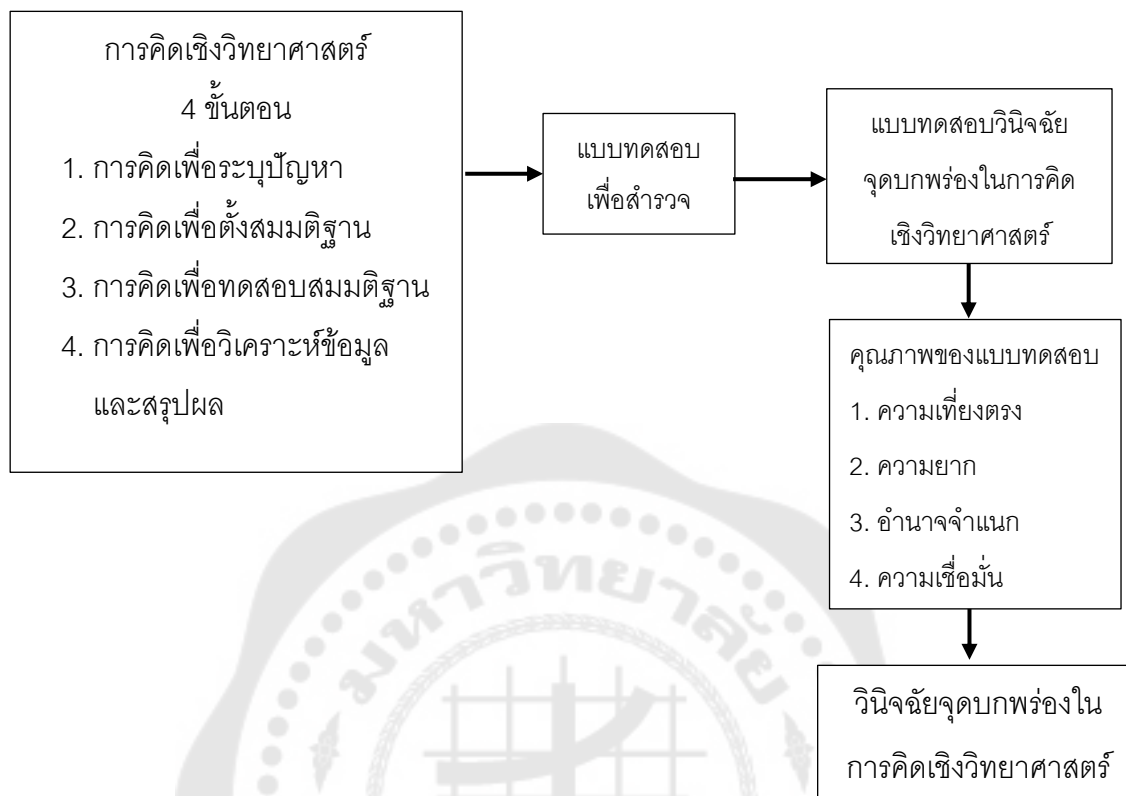 การคิดเชิงวิทยาศาสตร์
4 ขั้นตอน
1. การคิดเพื่อระบุปัญหา
2. การคิดเพื่อตั้งสมมติฐาน
3. การคิดเพื่อทดสอบสมมติฐาน
4. การคิดเพื่อวิเคราะห์ข้อมูล
และสรุปผล
แบบทดสอบ
เพื่อสำรวจ
แบบทดสอบวินิจฉัย
จุดบกพร่องในการคิด
เชิงวิทยาศาสตร์
คุณภาพของแบบทดสอบ
1. ความเที่ยงตรง
2. ความยาก
3. อำนาจจำแนก
4. ความเชื่อมั่น
วินิจฉัยจุดบกพร่องใน
การคิดเชิงวิทยาศาสตร์
มหาวิทยาลัย